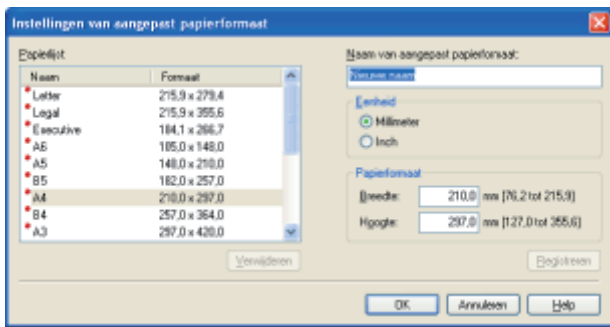 Instellingen van aangepast papierformaat
Papierlijst
Naam Formaat
Letter 215,9 x 279,4
Legal 215,9 x 355,6
Executive 184,1 x 266,7
A6 105,0 x 148,0
A5 148,0 x 210,0
B5 182,0 x 257,0
A4 210,0 x 297,0
B4 257,0 x 364,0
A3 297,0 x 420,0
Verwijderen
Naam van aangepast papierformaat:
Nieuwe naam
Eenheid
Millimeter
Inch
Papierformaat
Breedte: 210,0 mm [76,2 tot 215,9]
Hoogte: 297,0 mm [127,0 tot 355,6]
Registreren
OK Annuleren Help